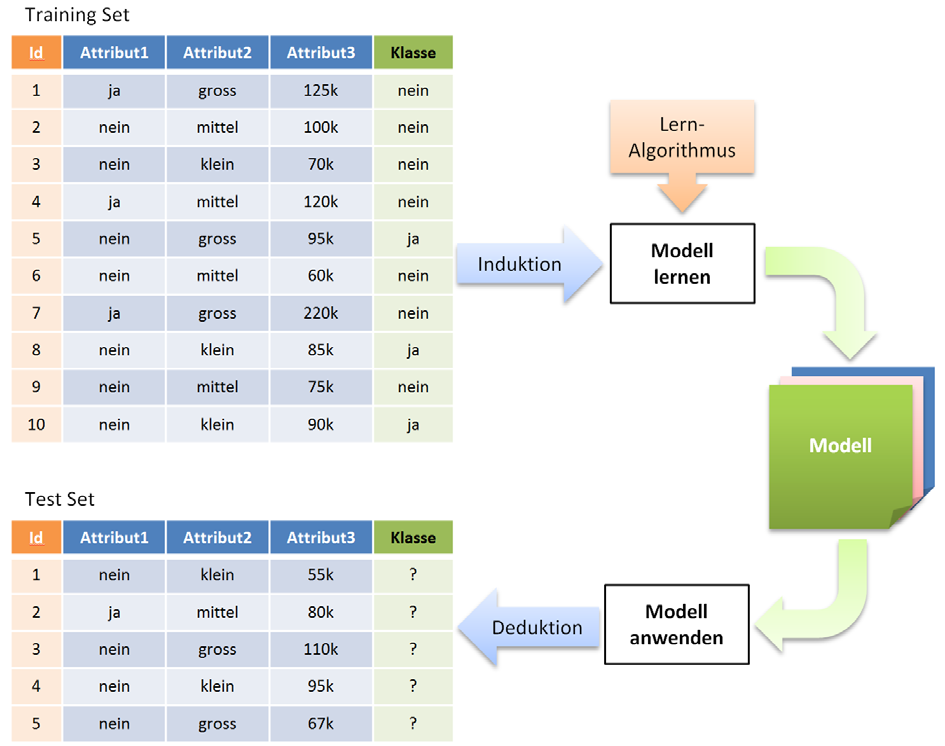 Training Set
Id Attribut1 Attribut2 Attribut3 Klasse
1 ja gross 125k nein
2 nein mittel 100k nein
3 nein klein 70k nein
4 ja mittel 120k nein
5 nein gross 95k ja
6 nein mittel 60k nein
7 ja gross 220k nein
8 nein klein 85k ja
9 nein mittel 75k nein
10 nein klein 90k ja
Lern-
Algorithmus
Induktion
Modell
lernen
Modell
Test Set
Id Attribut1 Attribut2 Attribut3 Klasse
1 nein klein 55k ?
2 ja mittel 80k ?
3 nein gross 110k ?
4 nein klein 95k ?
5 nein gross 67k ?
Deduktion
Modell
anwenden